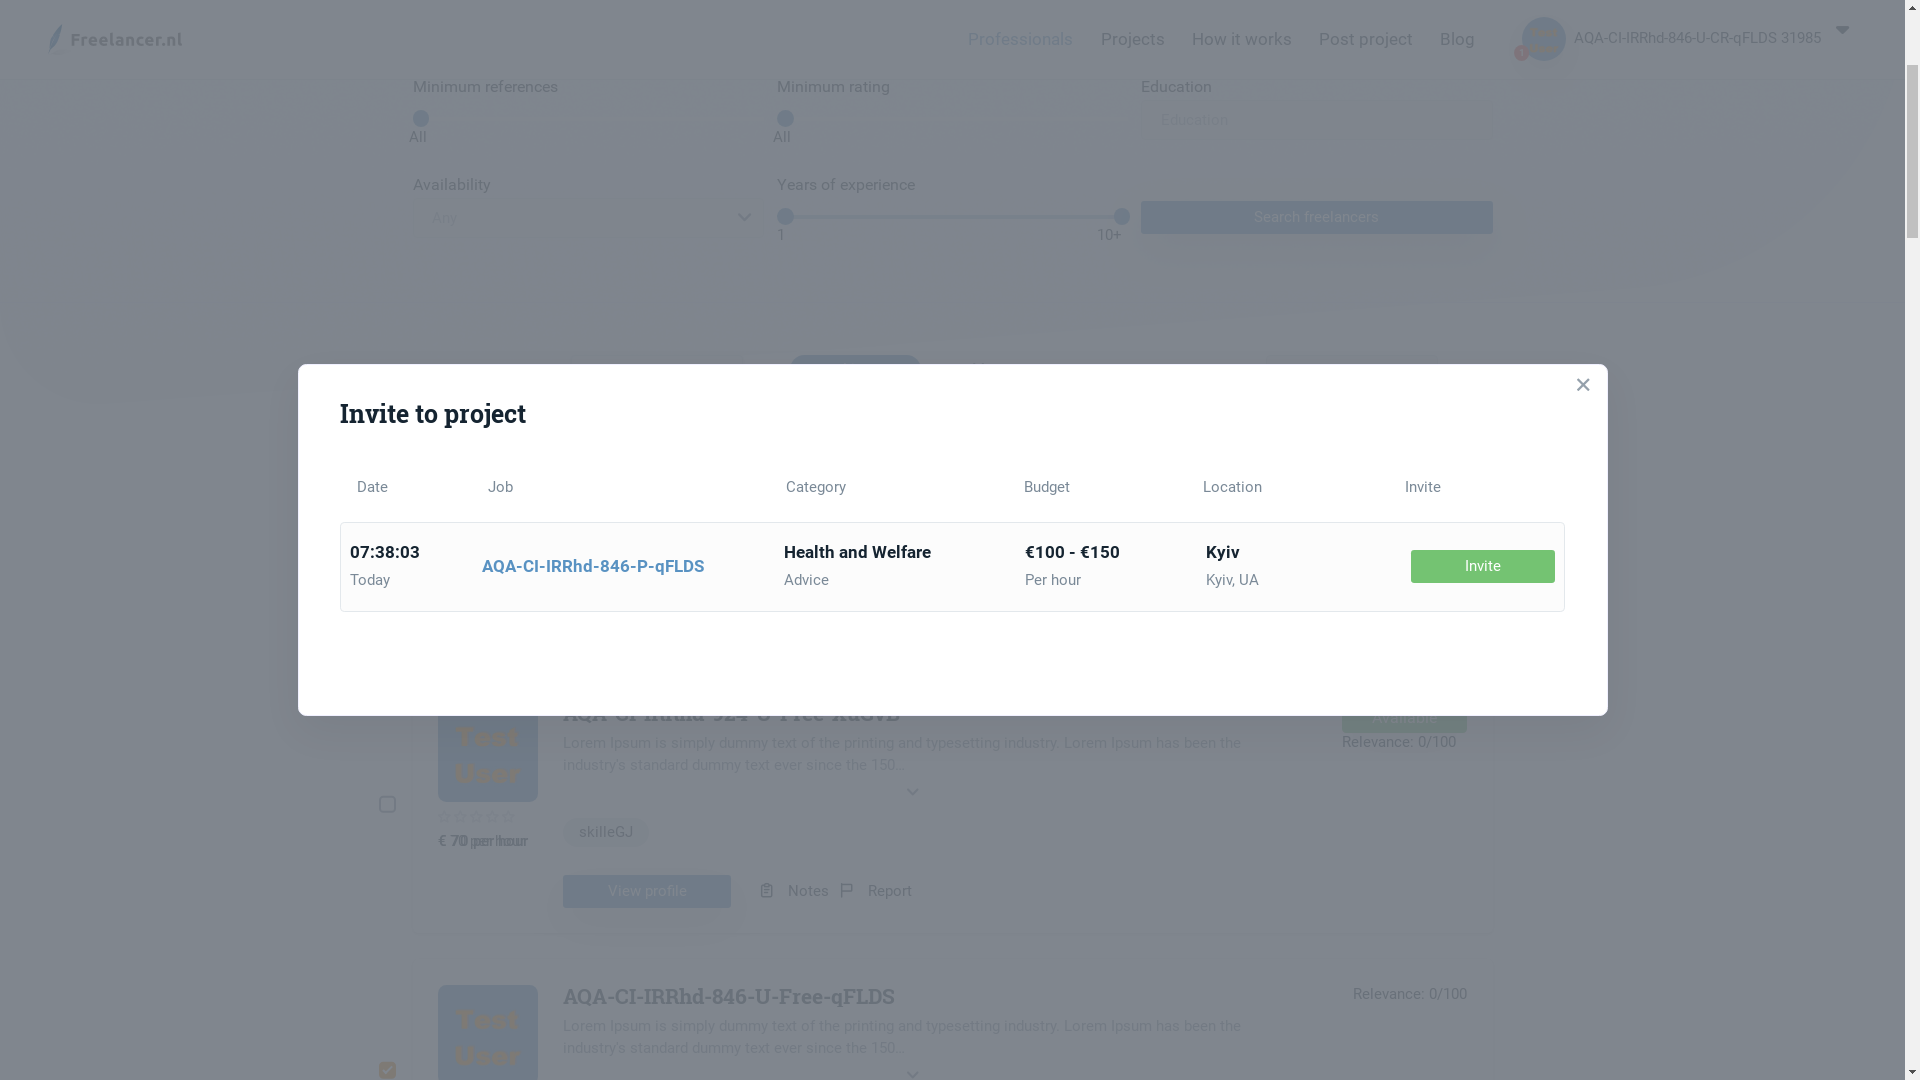 Freelancer.nl
Professionals
Projects
How it works
Post project
Blog
1
AQA-CI-IRRhd-846-U-CR-qFLDS 31985
Minimum references
Minimum rating
Education
All
All
Education
Availability
Years of experience
Any
1
10+
Search freelancers
Invite to project
Date
Job
Category
Budget
Location
Invite
07:38:03
Today
AQA-CI-IRRhd-846-P-qFLDS
Health and Welfare
Advice
€100 - €150
Per hour
Kyiv
Kyiv, UA
Invite
Available
Relevance: 0/100
Test
User
Lorem Ipsum is simply dummy text of the printing and typesetting industry. Lorem Ipsum has been the
industry's standard dummy text ever since the 150...
€ 70 per hour
skilleGJ
View profile
Notes
Report
Test
User
AQA-CI-IRRhd-846-U-Free-qFLDS
Relevance: 0/100
Lorem Ipsum is simply dummy text of the printing and typesetting industry. Lorem Ipsum has been the
industry's standard dummy text ever since the 150...